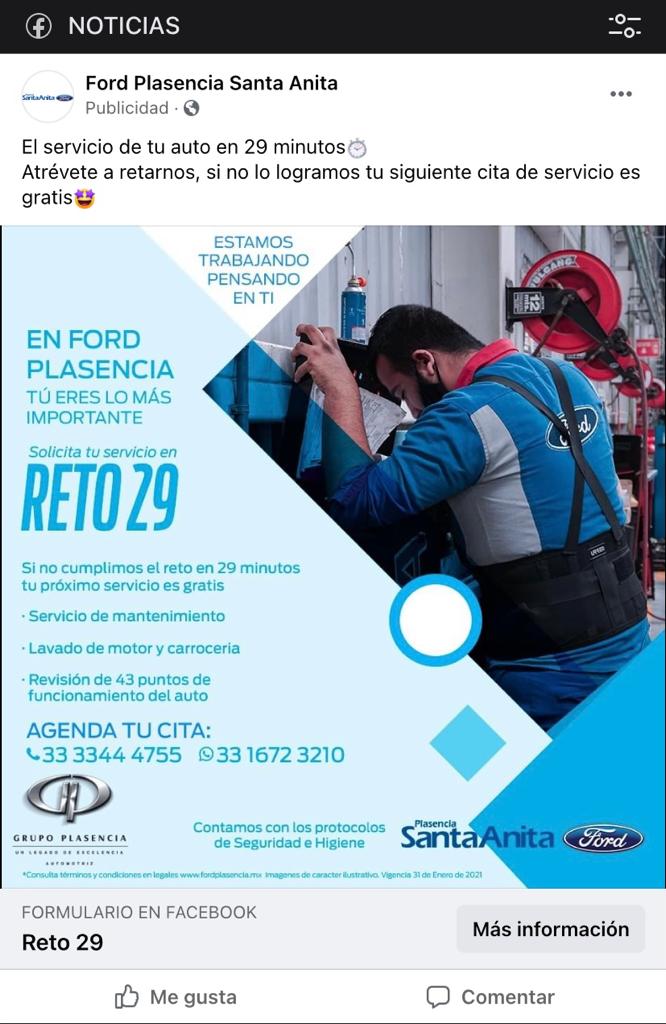 NOTICIAS
Ford Plasencia Santa Anita
Publicidad ·
El servicio de tu auto en 29 minutos⏱️
Atrévete a retarnos, si no lo logramos tu siguiente cita de servicio es
gratis🤩
ESTAMOS
TRABAJANDO
PENSANDO
EN TI
EN FORD
PLASENCIA
TÚ ERES LO MÁS
IMPORTANTE
Solicita tu servicio en
RETO 29
Si no cumplimos el reto en 29 minutos
tu próximo servicio es gratis
· Servicio de mantenimiento
· Lavado de motor y carroceria
· Revisión de 43 puntos de
funcionamiento del auto
AGENDA TU CITA:
33 3344 4755 33 1672 3210
GRUPO PLASENCIA
UN LEGADO DE EXCELENCIA
AUTOMOTRIZ
Contamos con los protocolos
de Seguridad e Higiene
Plasencia
SantaAnita
Ford
*Consulta términos y condiciones en legales www.fordplasencia.mx Imagenes de caracter ilustrativo. Vigencia 31 de Enero de 2021
VULCANO
12
Ford
FORMULARIO EN FACEBOOK
Reto 29
Más información
Me gusta
Comentar